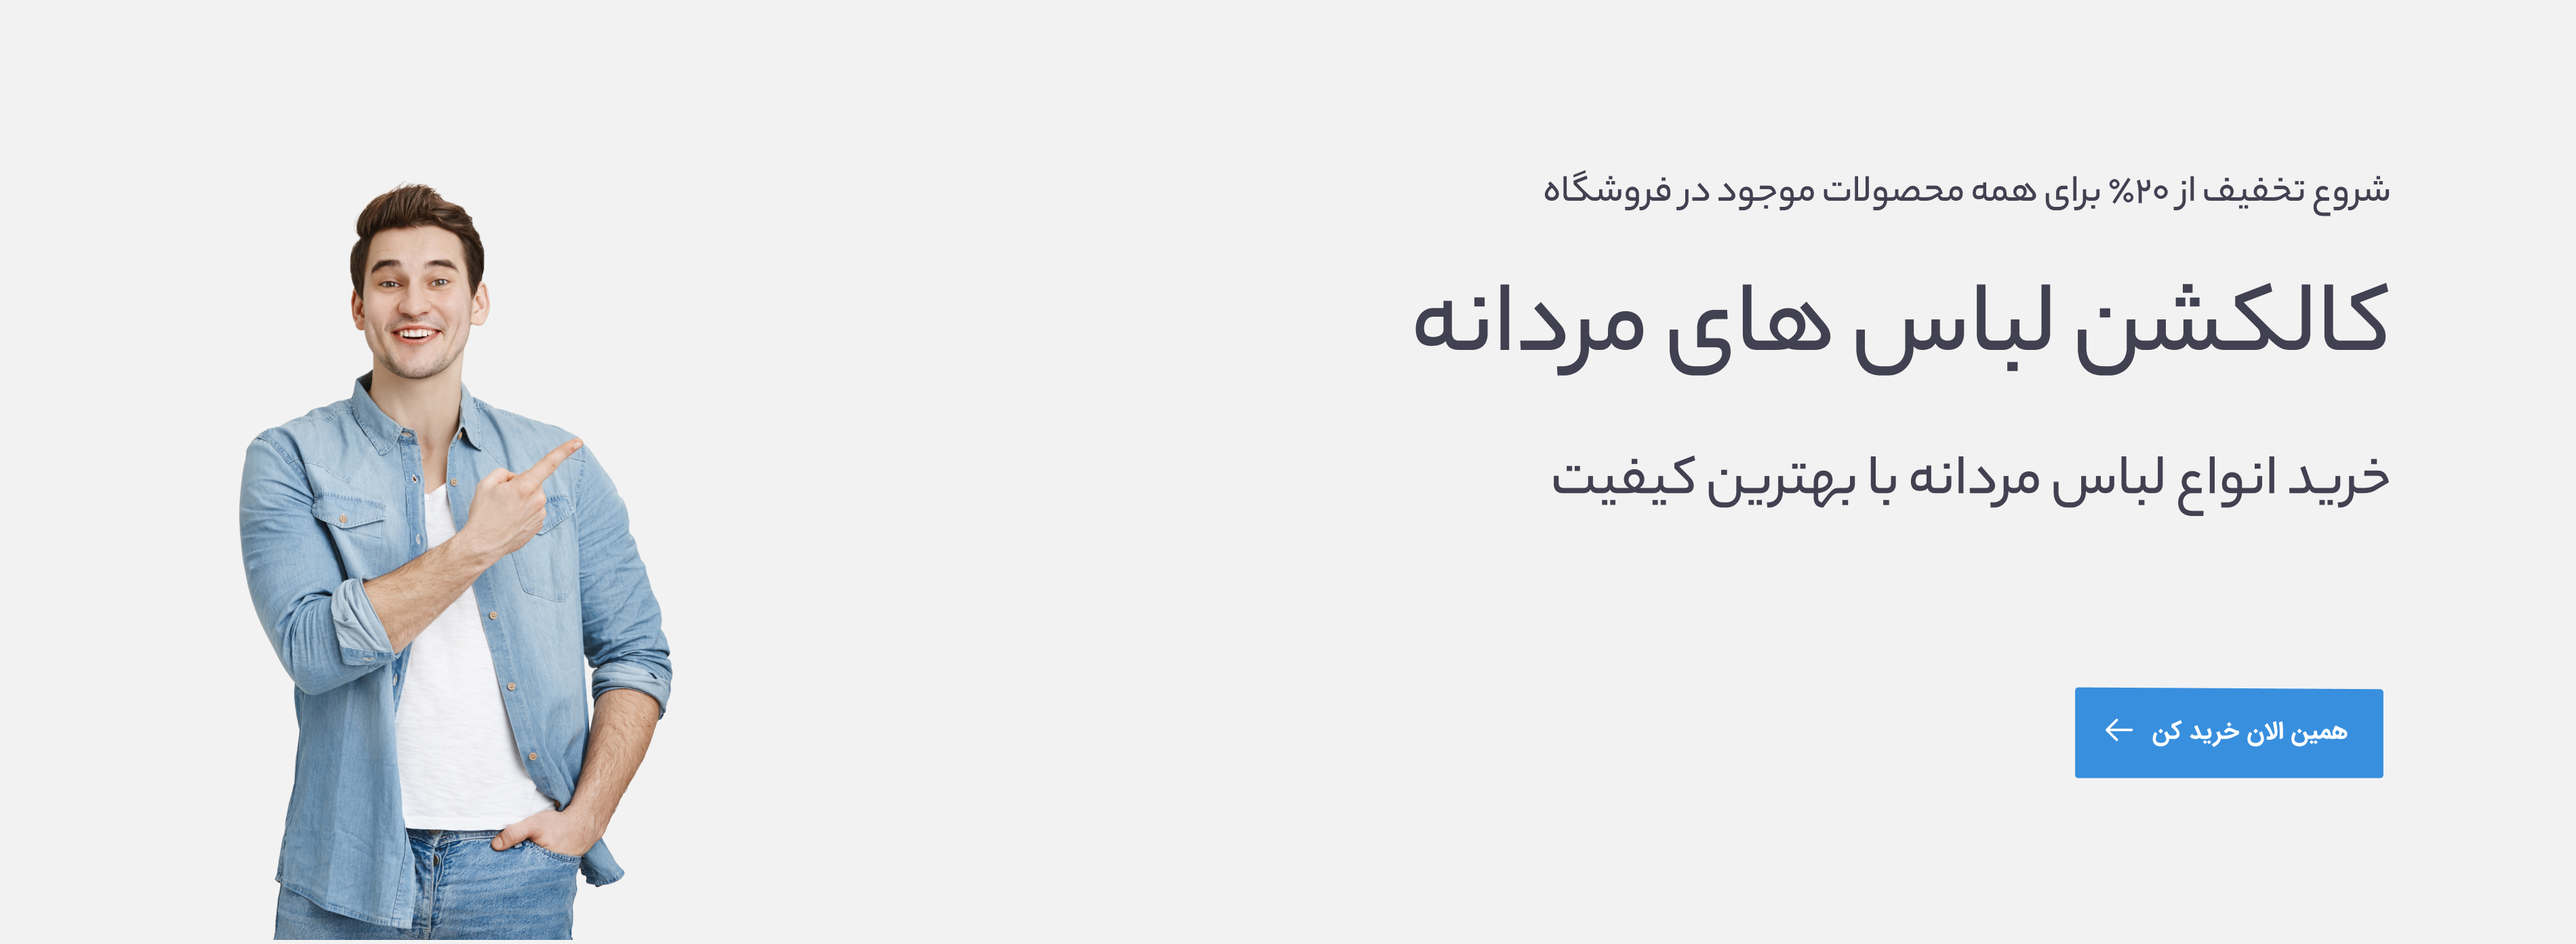 شروع تخفیف از ۲۰% برای همه محصولات موجود در فروشگاه
کالکشن لباس های مردانه
خرید انواع لباس مردانه با بهترین کیفیت
همین الان خرید کن